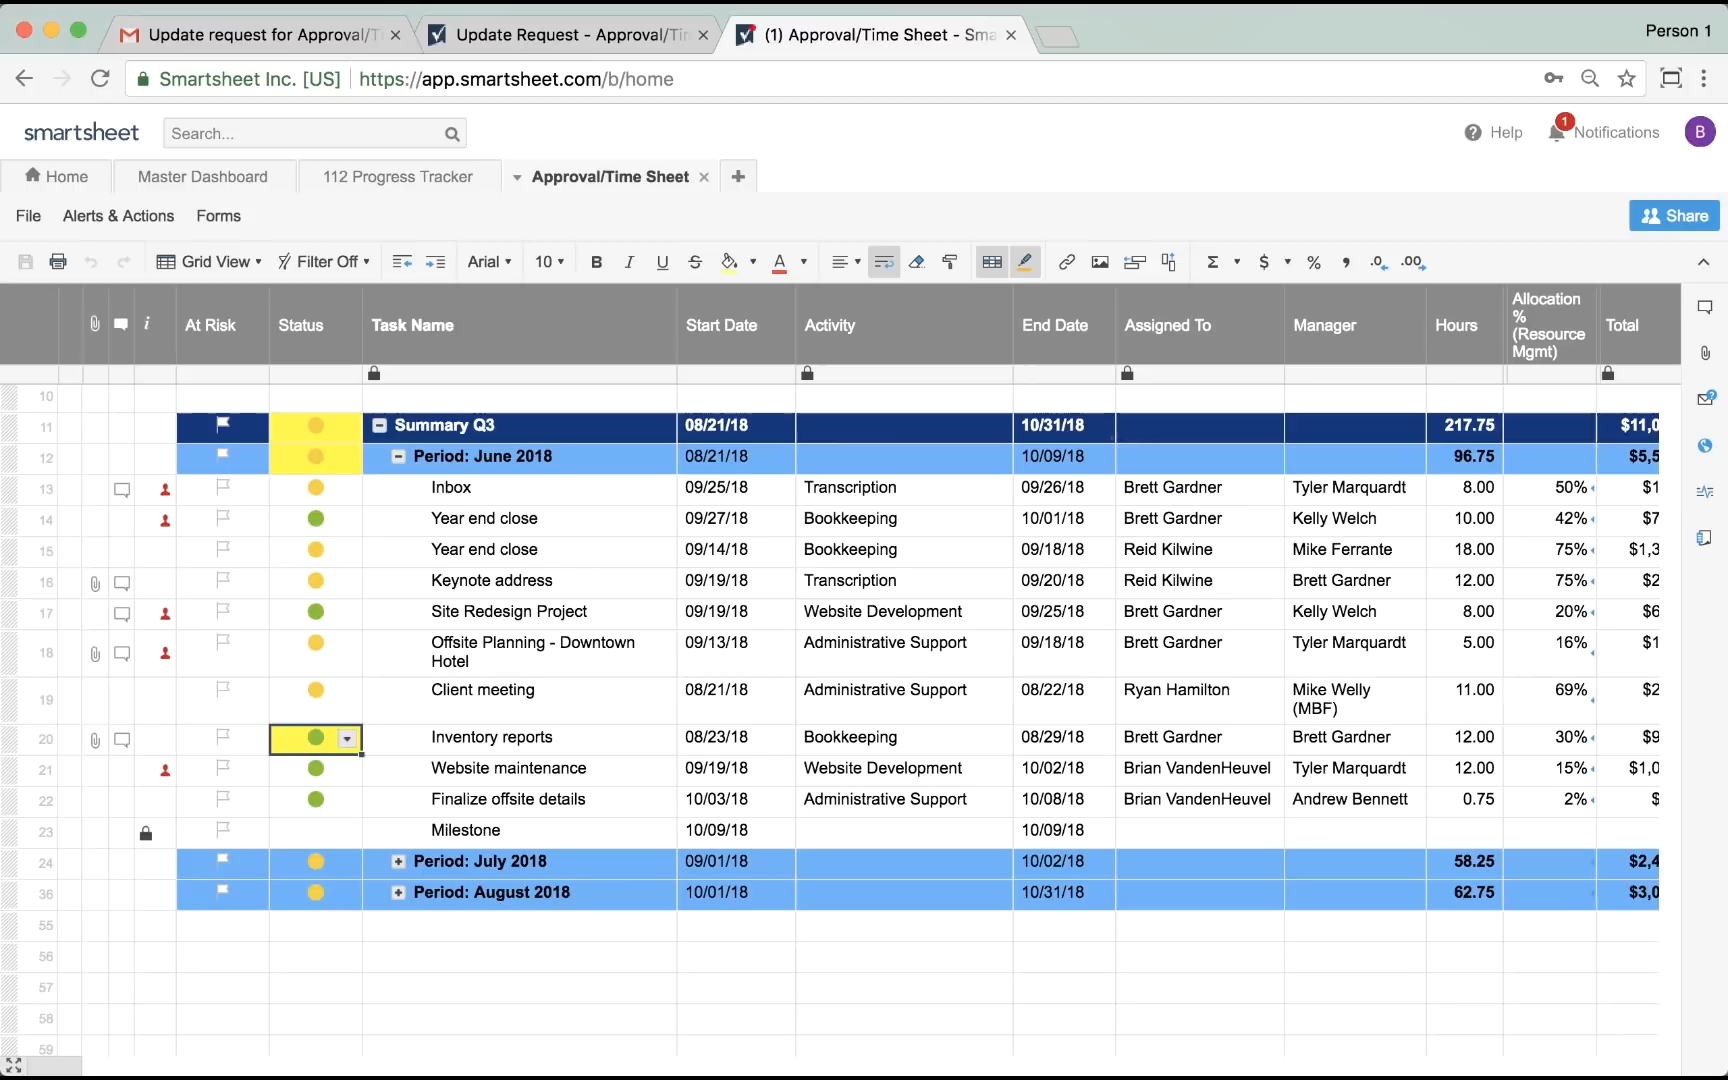 Update request for Approval/Ti
Update Request - Approval/Tim
(1) Approval/Time Sheet - Sma
Person 1
Smartsheet Inc. [US]
https://app.smartsheet.com/b/home
smartsheet
Search...
Help
1
Notifications
B
Home
Master Dashboard
112 Progress Tracker
Approval/Time Sheet
File
Alerts & Actions
Forms
Share
Grid View
Filter Off
Arial
10
B I U S
A
Σ $ % , .0 .00
i
At Risk
Status
Task Name
Start Date
Activity
End Date
Assigned To
Manager
Hours
Allocation
%
(Resource
Mgmt)
Total
10
11 Summary Q3 08/21/18 10/31/18 217.75 $11,0
12 Period: June 2018 08/21/18 10/09/18 96.75 $5,5
13 Inbox 09/25/18 Transcription 09/26/18 Brett Gardner Tyler Marquardt 8.00 50% $1
14 Year end close 09/27/18 Bookkeeping 10/01/18 Brett Gardner Kelly Welch 10.00 42% $7
15 Year end close 09/14/18 Bookkeeping 09/18/18 Reid Kilwine Mike Ferrante 18.00 75% $1,3
16 Keynote address 09/19/18 Transcription 09/20/18 Reid Kilwine Brett Gardner 12.00 75% $2
17 Site Redesign Project 09/19/18 Website Development 09/25/18 Brett Gardner Kelly Welch 8.00 20% $6
18 Offsite Planning - Downtown 09/13/18 Administrative Support 09/18/18 Brett Gardner Tyler Marquardt 5.00 16% $1
Hotel
19 Client meeting 08/21/18 Administrative Support 08/22/18 Ryan Hamilton Mike Welly 11.00 69% $2
(MBF)
20 Inventory reports 08/23/18 Bookkeeping 08/29/18 Brett Gardner Brett Gardner 12.00 30% $9
21 Website maintenance 09/19/18 Website Development 10/02/18 Brian VandenHeuvel Tyler Marquardt 12.00 15% $1,0
22 Finalize offsite details 10/03/18 Administrative Support 10/08/18 Brian VandenHeuvel Andrew Bennett 0.75 2% $
23 Milestone 10/09/18 10/09/18
24 Period: July 2018 09/01/18 10/02/18 58.25 $2,4
36 Period: August 2018 10/01/18 10/31/18 62.75 $3,0
55
56
57
58
59